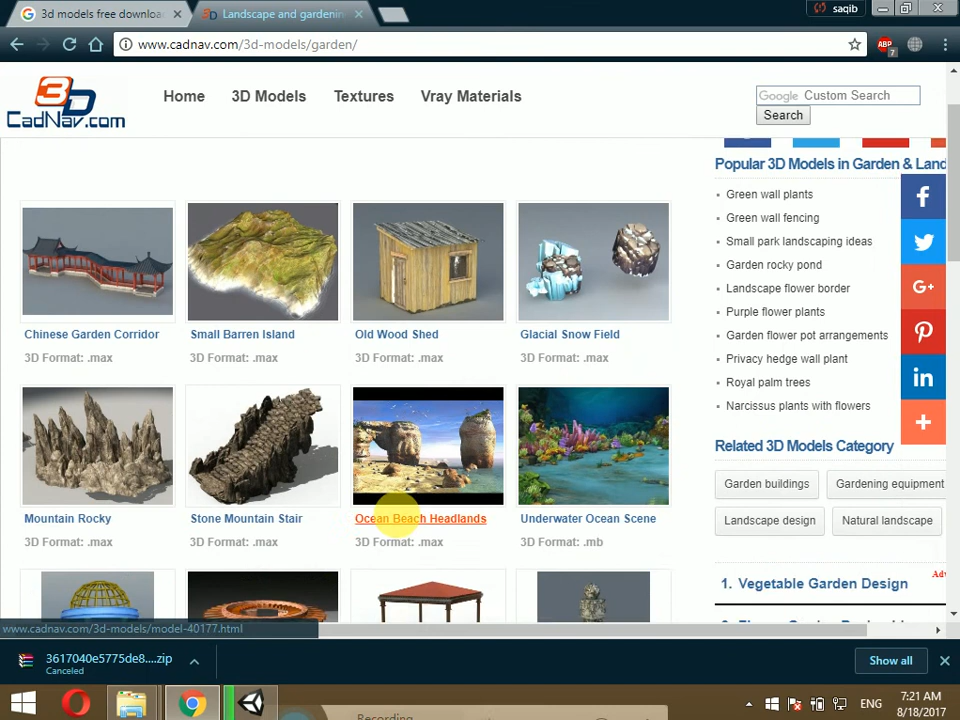 3d models free downloa
Landscape and gardenin
saqib
www.cadnav.com/3d-models/garden/
ABP
7
3D
CadNav.com
Home
3D Models
Textures
Vray Materials
Google Custom Search
Search
Popular 3D Models in Garden & Land
Green wall plants
Green wall fencing
Small park landscaping ideas
Garden rocky pond
Landscape flower border
Purple flower plants
Garden flower pot arrangements
Privacy hedge wall plant
Royal palm trees
Narcissus plants with flowers
Chinese Garden Corridor
3D Format: .max
Small Barren Island
3D Format: .max
Old Wood Shed
3D Format: .max
Glacial Snow Field
3D Format: .max
Mountain Rocky
3D Format: .max
Stone Mountain Stair
3D Format: .max
Ocean Beach Headlands
3D Format: .max
Underwater Ocean Scene
3D Format: .mb
Related 3D Models Category
Garden buildings
Gardening equipment
Landscape design
Natural landscape
1. Vegetable Garden Design
www.cadnav.com/3d-models/model-40177.html
3617040e5775de8....zip
Canceled
Show all
Recording
ENG
7:21 AM
8/18/2017